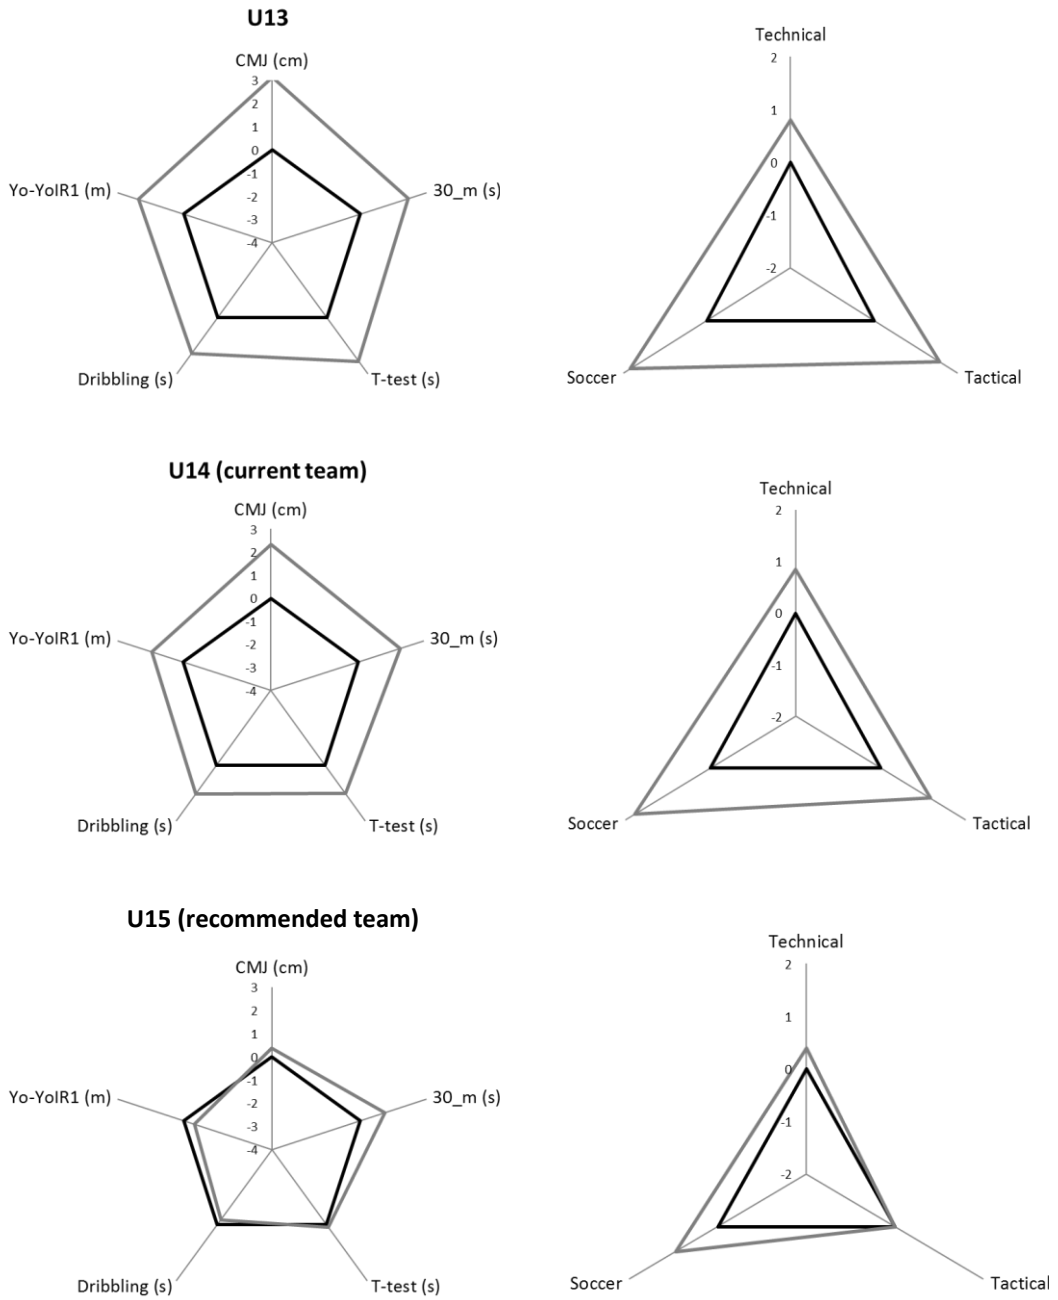 U13
CMJ (cm)
3
2
1
0
-1
-2
-3
-4
Yo-YoIR1 (m)
30_m (s)
Dribbling (s)
T-test (s)
Technical
2
1
0
-1
-2
Soccer
Tactical
U14 (current team)
CMJ (cm)
3
2
1
0
-1
-2
-3
-4
Yo-YoIR1 (m)
30_m (s)
Dribbling (s)
T-test (s)
Technical
2
1
0
-1
-2
Soccer
Tactical
U15 (recommended team)
CMJ (cm)
3
2
1
0
-1
-2
-3
-4
Yo-YoIR1 (m)
30_m (s)
Dribbling (s)
T-test (s)
Technical
2
1
0
-1
-2
Soccer
Tactical